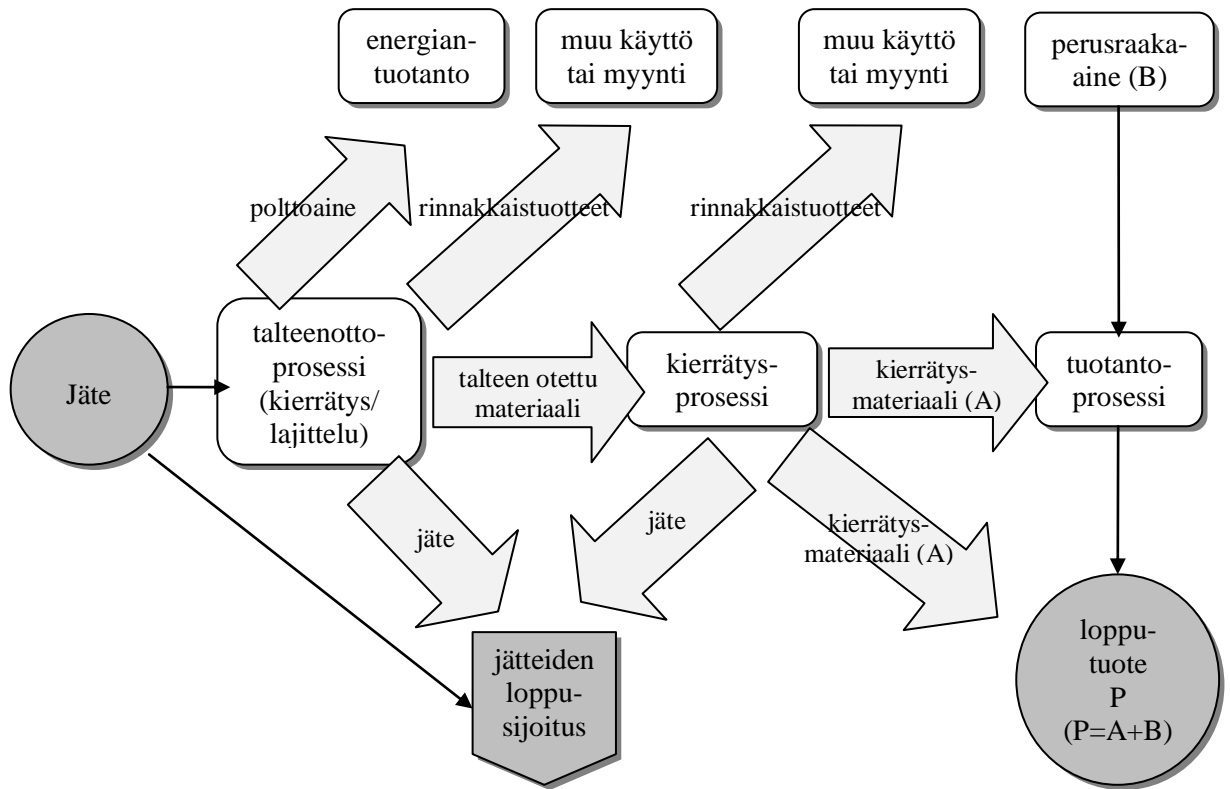 energian-
tuotanto
muu käyttö
tai myynti
muu käyttö
tai myynti
perusraaka-
aine (B)
polttoaine
rinnakkaistuotteet
rinnakkaistuotteet
Jäte
talteenotto-
prosessi
(kierrätys/
lajittelu)
talteen otettu
materiaali
kierrätys-
prosessi
kierrätys-
materiaali (A)
tuotanto-
prosessi
jäte
jäte
kierrätys-
materiaali (A)
jätteiden
loppu-
sijoitus
loppu-
tuote
P
(P=A+B)